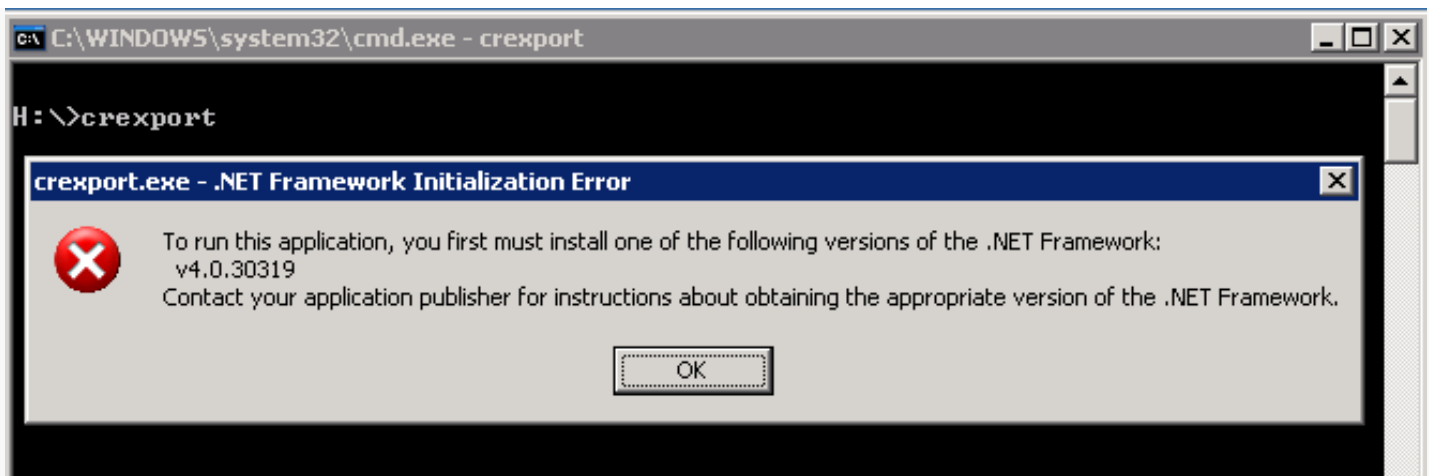 C:\WINDOWS\system32\cmd.exe - crexport
H:\>crexport
crexport.exe - .NET Framework Initialization Error
To run this application, you first must install one of the following versions of the .NET Framework:
v4.0.30319
Contact your application publisher for instructions about obtaining the appropriate version of the .NET Framework.
OK